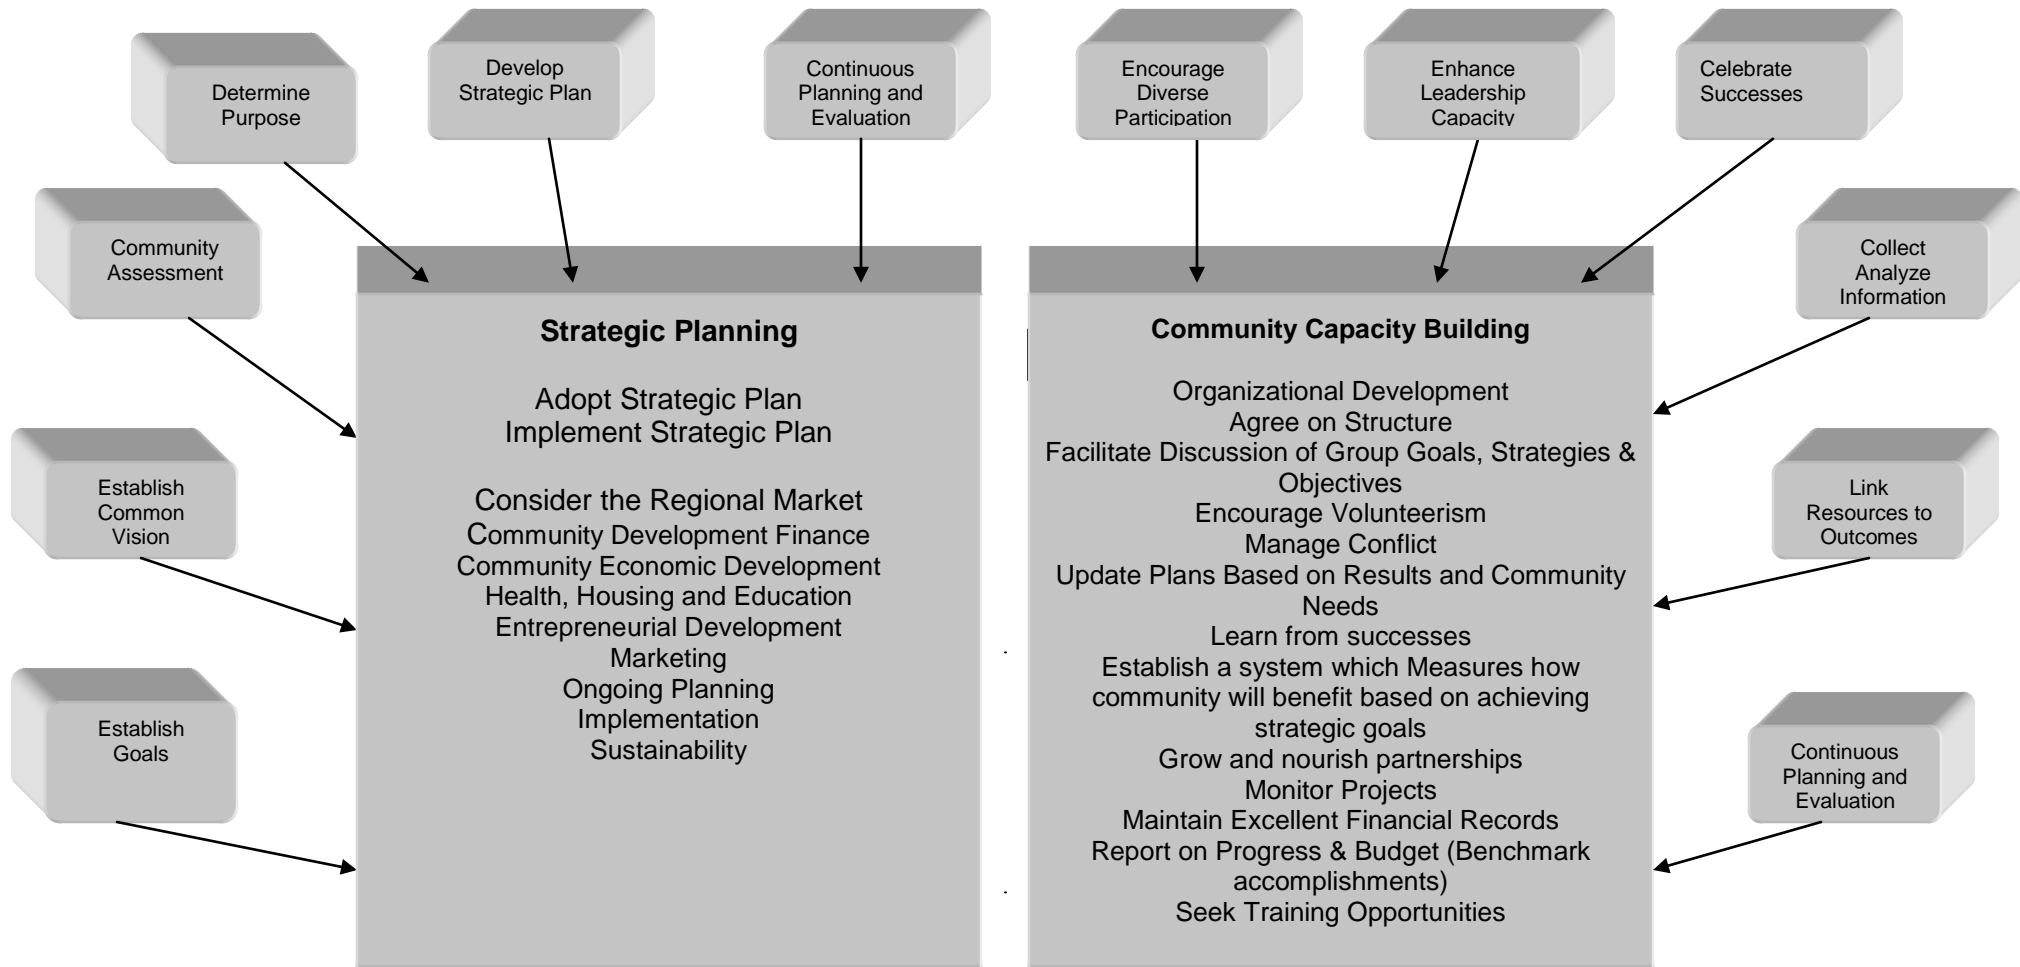 Determine
Purpose
Develop
Strategic Plan
Continuous
Planning and
Evaluation
Encourage
Diverse
Participation
Enhance
Leadership
Capacity
Celebrate
Successes
Community
Assessment
Establish
Common
Vision
Establish
Goals
Strategic Planning
Adopt Strategic Plan
Implement Strategic Plan
Consider the Regional Market
Community Development Finance
Community Economic Development
Health, Housing and Education
Entrepreneurial Development
Marketing
Ongoing Planning
Implementation
Sustainability
Community Capacity Building
Organizational Development
Agree on Structure
Facilitate Discussion of Group Goals, Strategies &
Objectives
Encourage Volunteerism
Manage Conflict
Update Plans Based on Results and Community
Needs
Learn from successes
Establish a system which Measures how
community will benefit based on achieving
strategic goals
Grow and nourish partnerships
Monitor Projects
Maintain Excellent Financial Records
Report on Progress & Budget (Benchmark
accomplishments)
Seek Training Opportunities
Collect
Analyze
Information
Link
Resources to
Outcomes
Continuous
Planning and
Evaluation